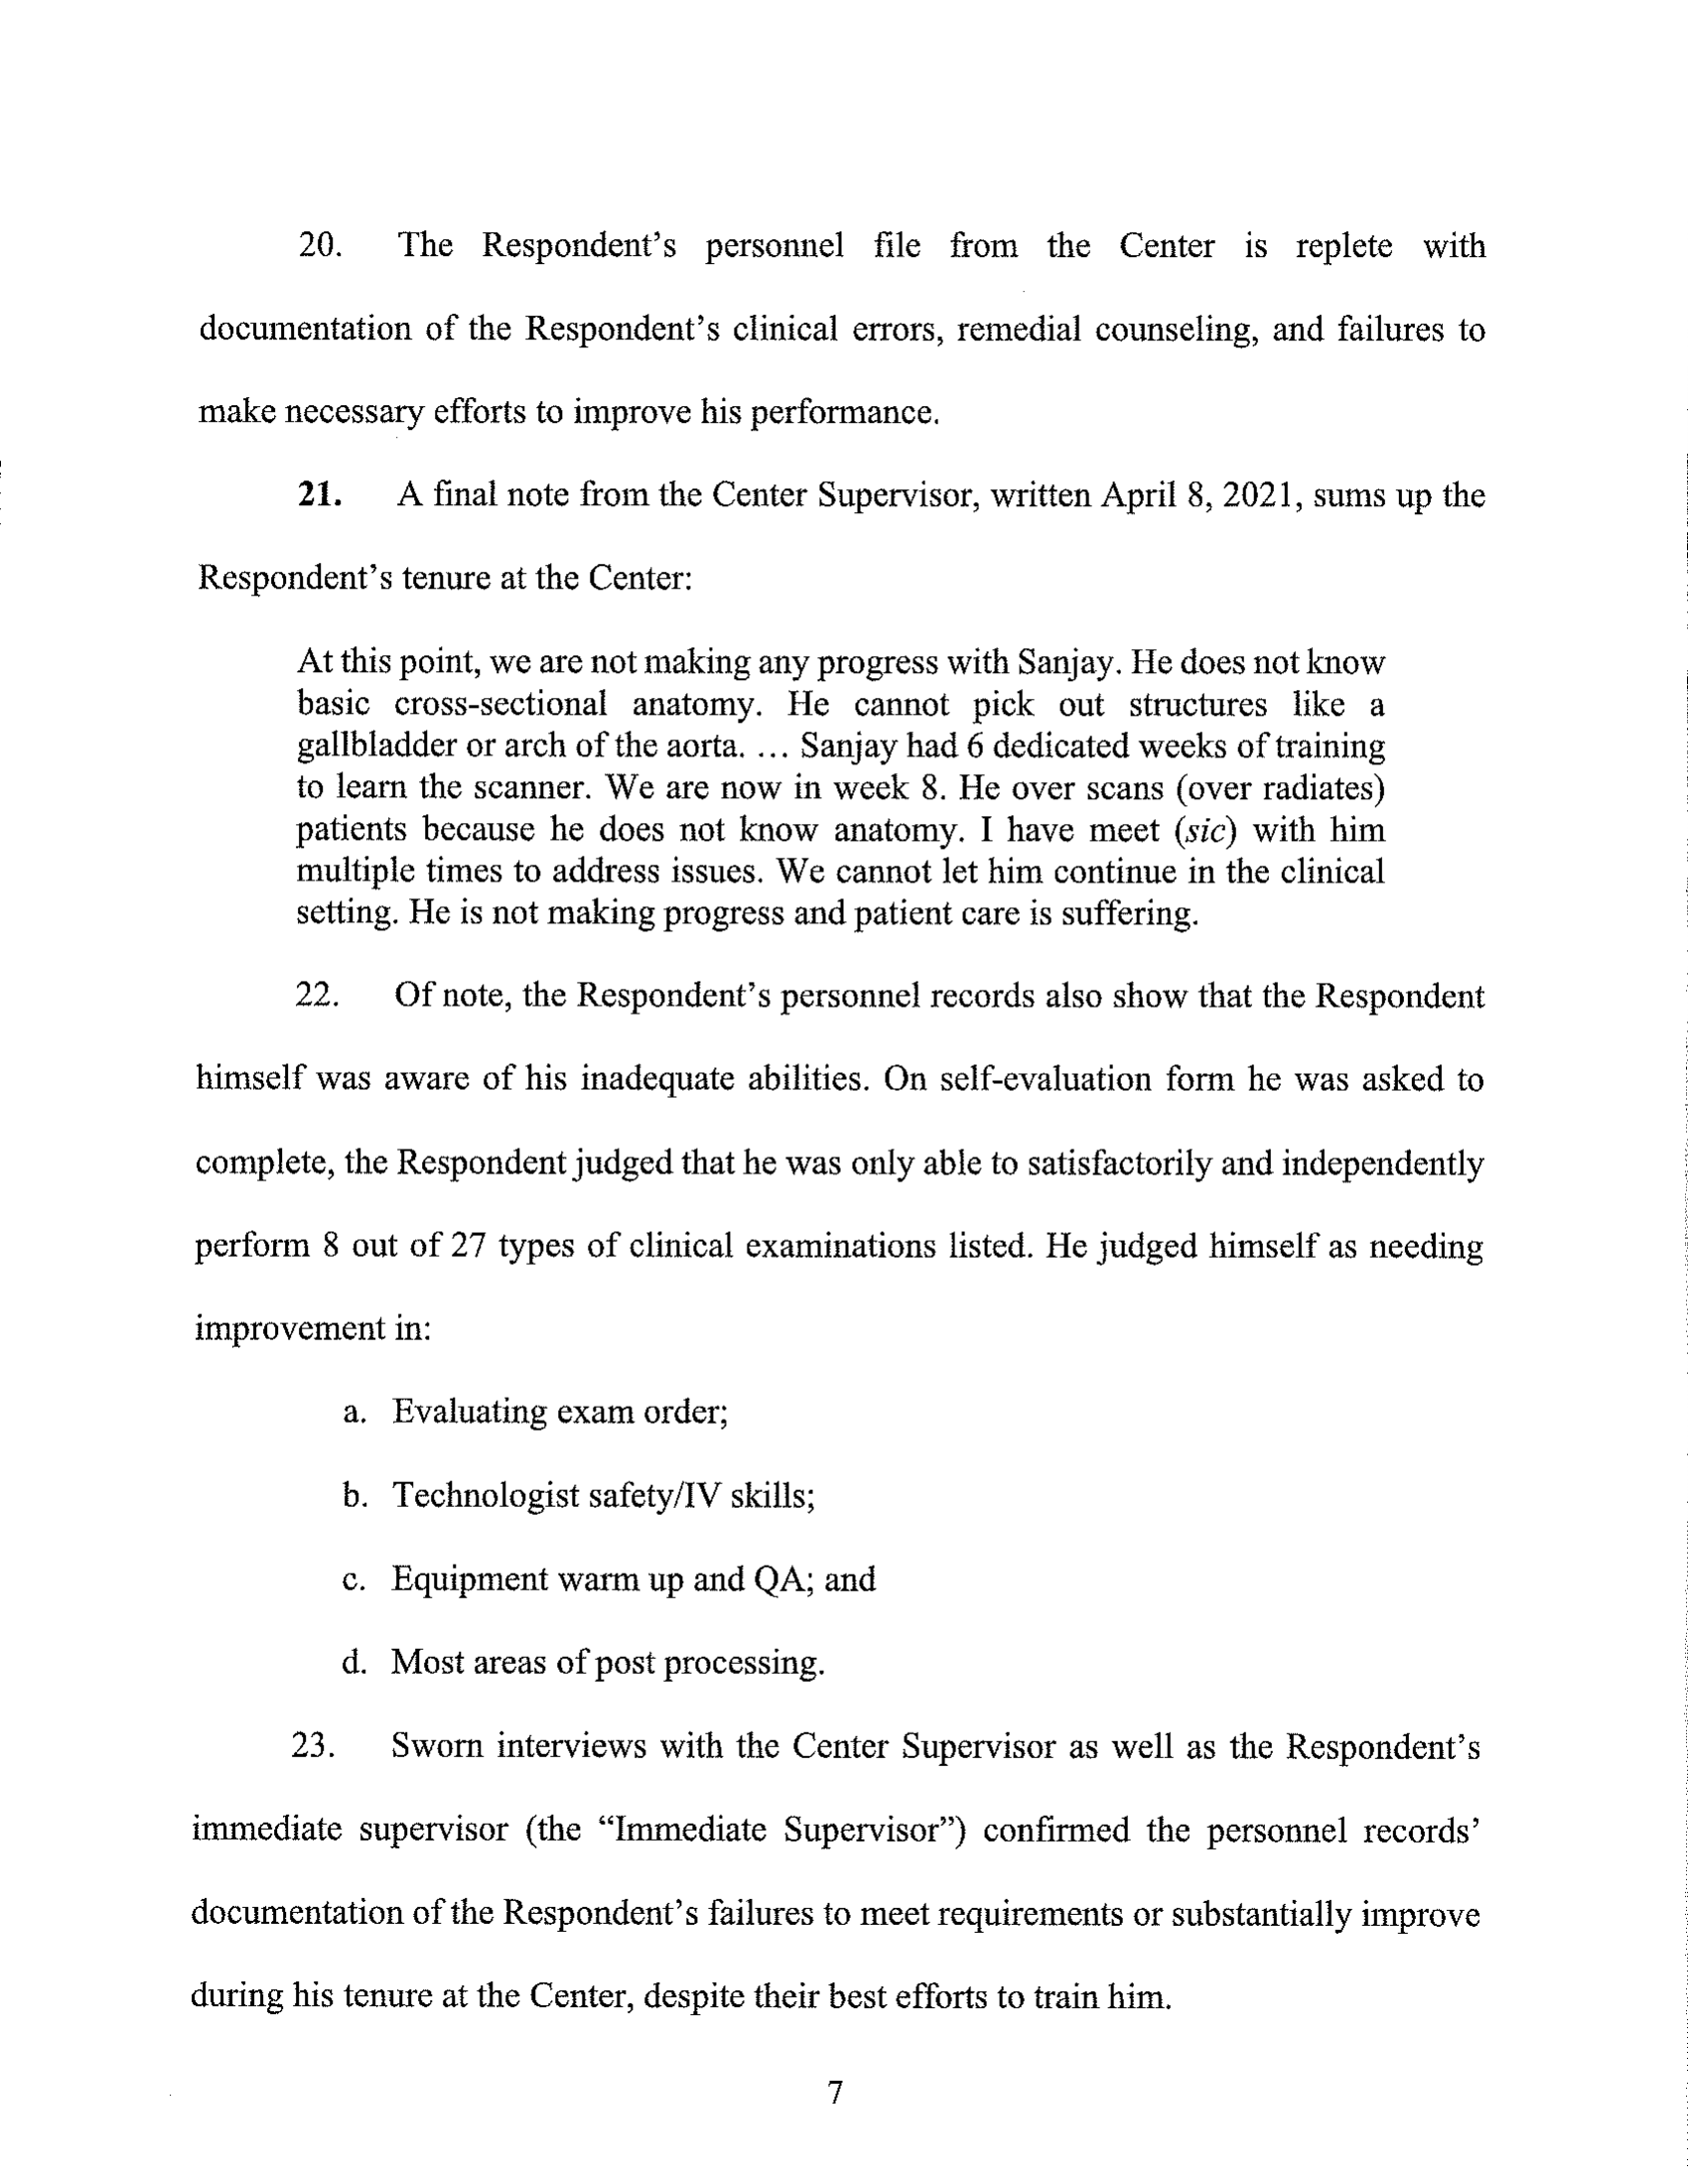 20. The Respondent's personnel file from the Center is replete with
documentation of the Respondent's clinical errors, remedial counseling, and failures to
make necessary efforts to improve his performance.
21. A final note from the Center Supervisor, written April 8, 2021, sums up the
Respondent's tenure at the Center:
At this point, we are not making any progress with Sanjay. He does not know
basic cross-sectional anatomy. He cannot pick out structures like a
gallbladder or arch of the aorta. ... Sanjay had 6 dedicated weeks of training
to learn the scanner. We are now in week 8. He over scans (over radiates)
patients because he does not know anatomy. I have meet (sic) with him
multiple times to address issues. We cannot let him continue in the clinical
setting. He is not making progress and patient care is suffering.
22. Of note, the Respondent's personnel records also show that the Respondent
himself was aware of his inadequate abilities. On self-evaluation form he was asked to
complete, the Respondent judged that he was only able to satisfactorily and independently
perform 8 out of 27 types of clinical examinations listed. He judged himself as needing
improvement in:
a. Evaluating exam order;
b. Technologist safety/IV skills;
c. Equipment warm up and QA; and
d. Most areas of post processing.
23. Sworn interviews with the Center Supervisor as well as the Respondent's
immediate supervisor (the "Immediate Supervisor") confirmed the personnel records'
documentation of the Respondent's failures to meet requirements or substantially improve
during his tenure at the Center, despite their best efforts to train him.
7